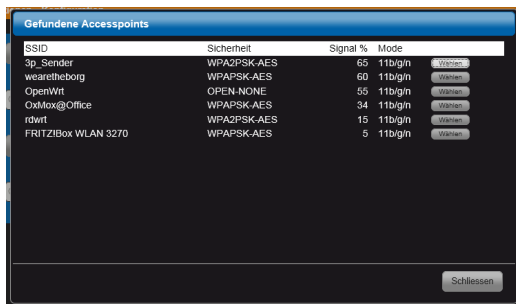 Gefundene Accesspoints
SSID Sicherheit Signal % Mode
3p_Sender WPA2PSK-AES 65 11b/g/n Wählen
wearetheborg WPAPSK-AES 60 11b/g/n Wählen
OpenWrt OPEN-NONE 55 11b/g/n Wählen
OxMox@Office WPAPSK-AES 34 11b/g/n Wählen
rdwrt WPA2PSK-AES 15 11b/g/n Wählen
FRITZ!Box WLAN 3270 WPAPSK-AES 5 11b/g/n Wählen
Schliessen